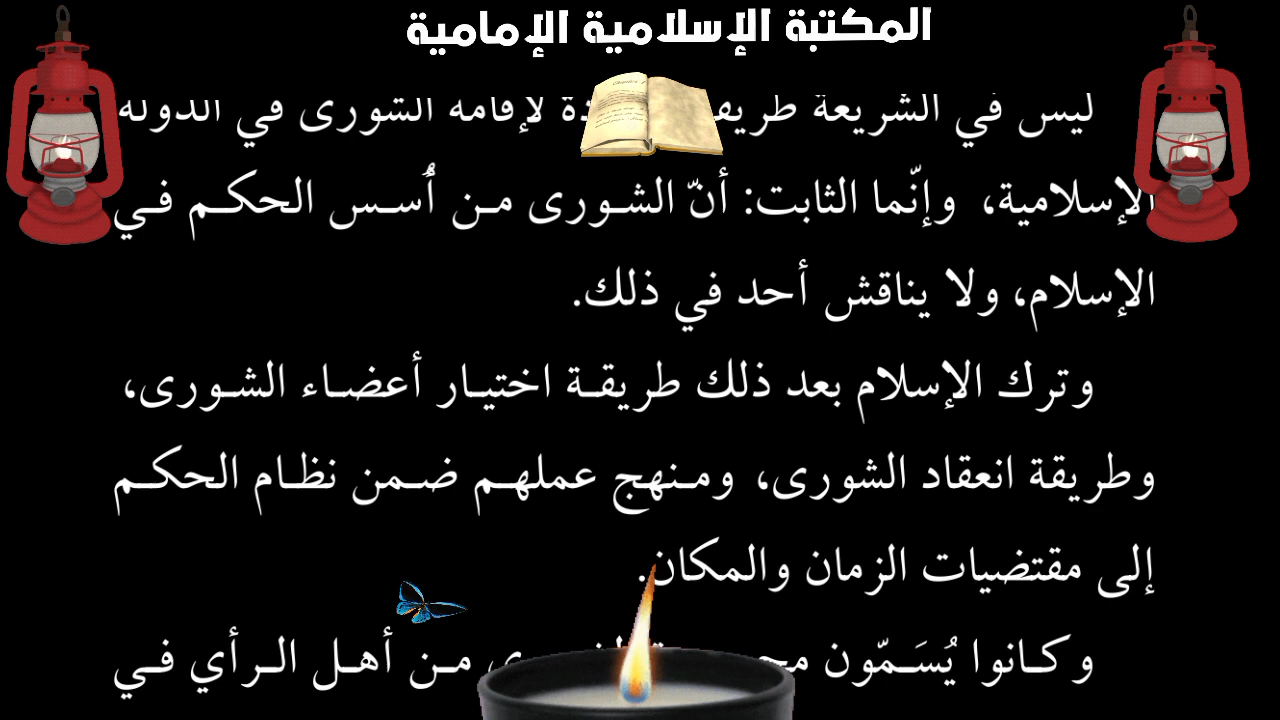 المكتبة الإسلامية الإمامية
ليس في الشريعة لإقامة الشورى في الدولة
الإسلامية، وإنّما الثابت: أنّ الشورى من أُسس الحكم في
الإسلام، ولا يناقش أحد في ذلك.
وترك الإسلام بعد ذلك طريقة اختيار أعضاء الشورى،
وطريقة انعقاد الشورى، ومنهج عملهم ضمن نظام الحكم
إلى مقتضيات الزمان والمكان.
وكانوا يُسَمّون من أهل الرأي في